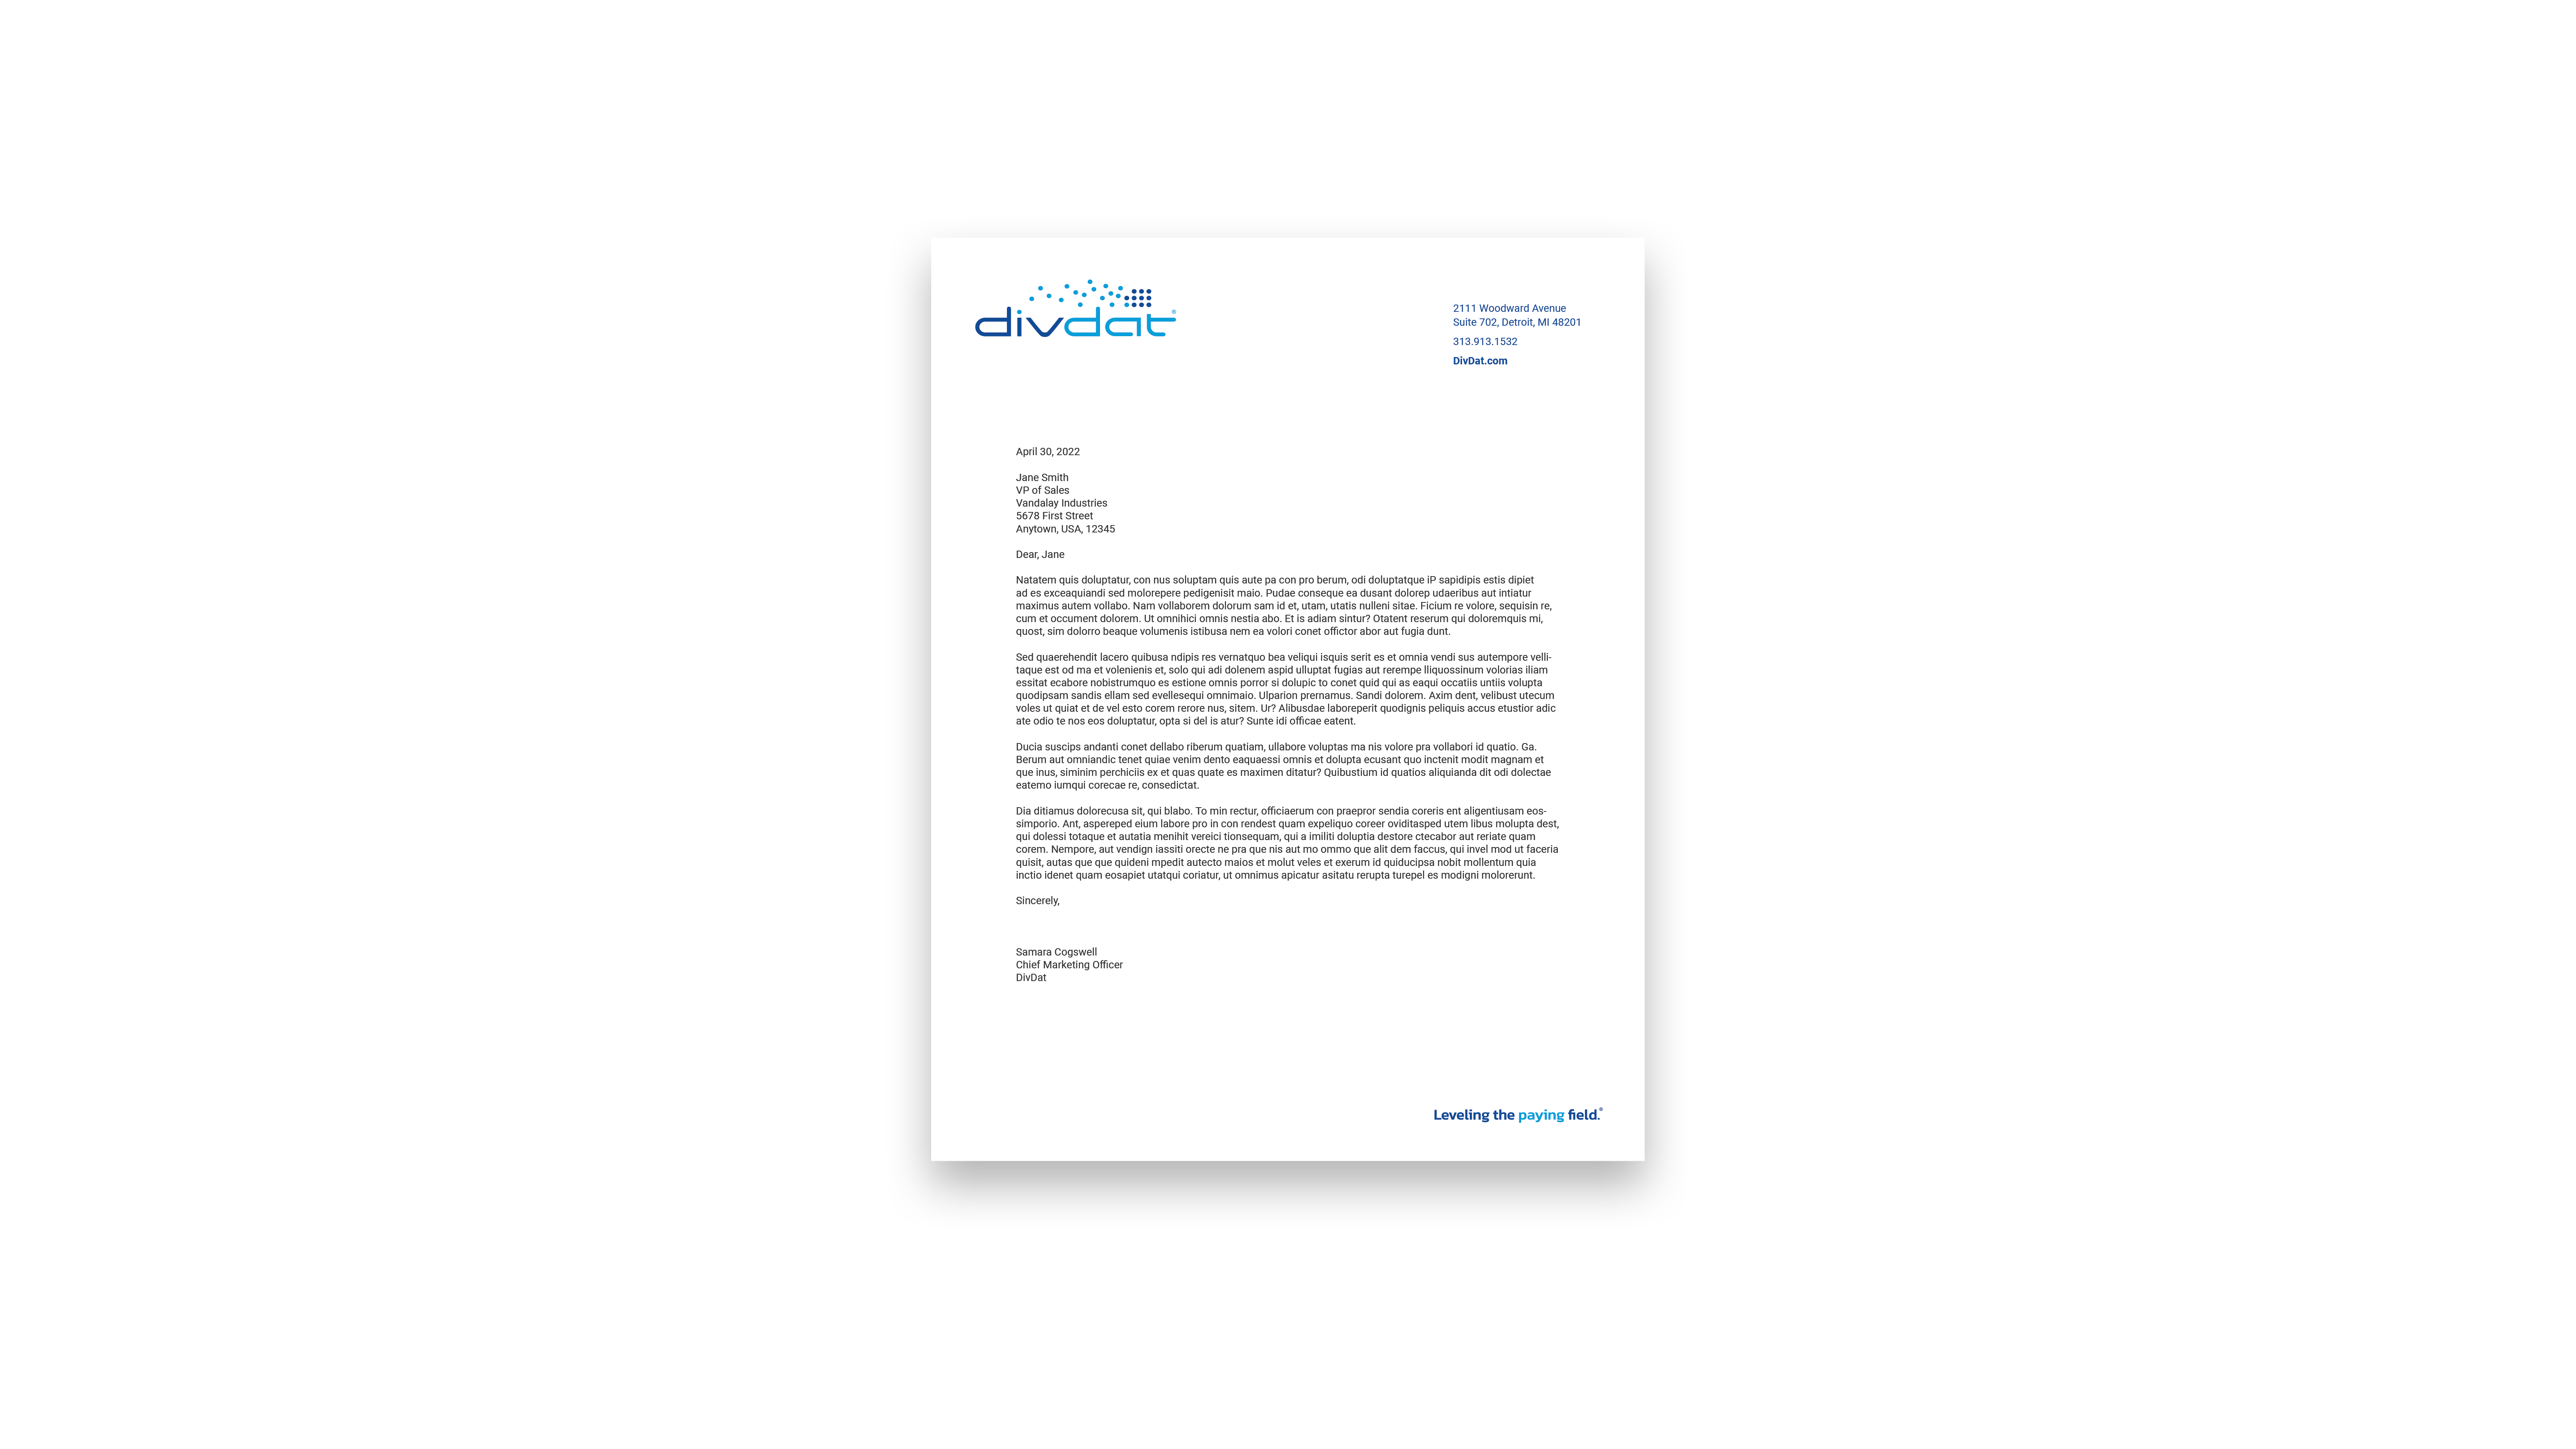 divdat®
2111 Woodward Avenue
Suite 702, Detroit, MI 48201
313.913.1532
DivDat.com
April 30, 2022
Jane Smith
VP of Sales
Vandalay Industries
5678 First Street
Anytown, USA, 12345
Dear, Jane
Natatem quis doluptatur, con nus soluptam quis aute pa con pro berum, odi doluptatque iP sapidipis estis dipiet
ad es exceaquiandi sed molorepere pedigenisit maio. Pudae conseque ea dusant dolorep udaeribus aut intiatur
maximus autem vollabo. Nam vollaborem dolorum sam id et, utam, utatis nulleni sitae. Ficium re volore, sequisin re,
cum et occument dolorem. Ut omnihici omnis nestia abo. Et is adiam sintur? Otatent reserum qui doloremquis mi,
quost, sim dolorro beaque volumenis istibusa nem ea volori conet offictor abor aut fugia dunt.
Sed quaerehendit lacero quibusa ndipis res vernatquo bea veliqui isquis serit es et omnia vendi sus autempore velli-
taque est od ma et volenienis et, solo qui adi dolenem aspid ulluptat fugias aut rerempe lliquossinum volorias iliam
essitat ecabore nobistrumquo es estione omnis porror si dolupic to conet quid qui as eaqui occatiis untiis volupta
quodipsam sandis ellam sed evellesequi omnimaio. Ulparion prernamus. Sandi dolorem. Axim dent, velibust utecum
voles ut quiat et de vel esto corem rerore nus, sitem. Ur? Alibusdae laboreperit quodignis peliquis accus etustior adic
ate odio te nos eos doluptatur, opta si del is atur? Sunte idi officae eatent.
Ducia suscips andanti conet dellabo riberum quatiam, ullabore voluptas ma nis volore pra vollabori id quatio. Ga.
Berum aut omniandic tenet quiae venim dento eaquaessi omnis et dolupta ecusant quo inctenit modit magnam et
que inus, siminim perchiciis ex et quas quate es maximen ditatur? Quibustium id quatios aliquianda dit odi dolectae
eatemo iumqui corecae re, consedictat.
Dia ditiamus dolorecusa sit, qui blabo. To min rectur, officiaerum con praepror sendia coreris ent aligentiusam eos-
simporio. Ant, aspereped eium labore pro in con rendest quam expeliquo coreer oviditasped utem libus molupta dest,
qui dolessi totaque et autatia menihit vereici tionsequam, qui a imiliti doluptia destore ctecabor aut reriate quam
corem. Nempore, aut vendign iassiti orecte ne pra que nis aut mo ommo que alit dem faccus, qui invel mod ut faceria
quisit, autas que que quideni mpedit autecto maios et molut veles et exerum id quiducipsa nobit mollentum quia
inctio idenet quam eosapiet utatqui coriatur, ut omnimus apicatur asitatu rerupta turepel es modigni molorerunt.
Sincerely,
Samara Cogswell
Chief Marketing Officer
DivDat
Leveling the paying field.®